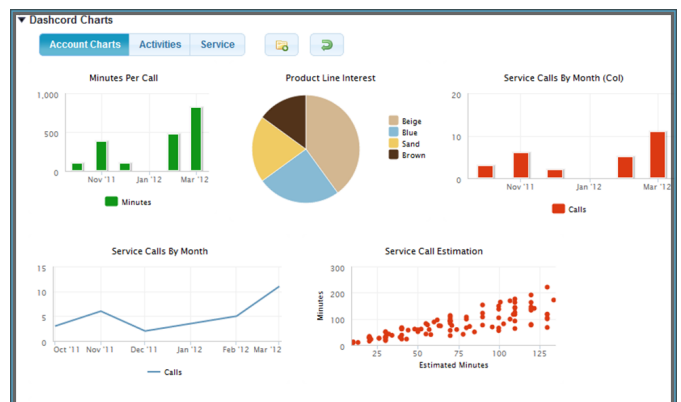 Dashcord Charts
Account Charts Activities Service
Minutes Per Call
1,000
500
0
Nov '11 Jan '12 Mar '12
Minutes
Product Line Interest
Beige
Blue
Sand
Brown
Service Calls By Month (Col)
20
10
0
Nov '11 Jan '12 Mar '12
Calls
Service Calls By Month
15
10
5
0
Oct '11 Nov '11 Dec '11 Jan '12 Feb '12 Mar '12
Calls
Service Call Estimation
Minutes
300
200
100
0
25 50 75 100 125
Estimated Minutes